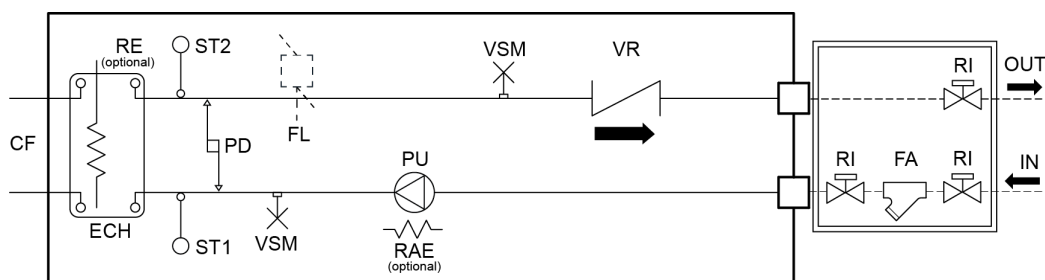 RE
(optional)
ST2
VSM
VR
RI
OUT
CF
PD
FL
PU
RI
FA
RI
IN
ECH
ST1
VSM
RAE
(optional)